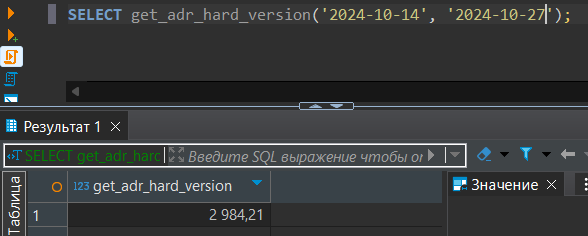 SELECT get_adr_hard_version('2024-10-14', '2024-10-27');
Результат 1
SELECT get_adr_harc Введите SQL выражение чтобы от
Таблица
123 get_adr_hard_version
Значение
1 2 984,21